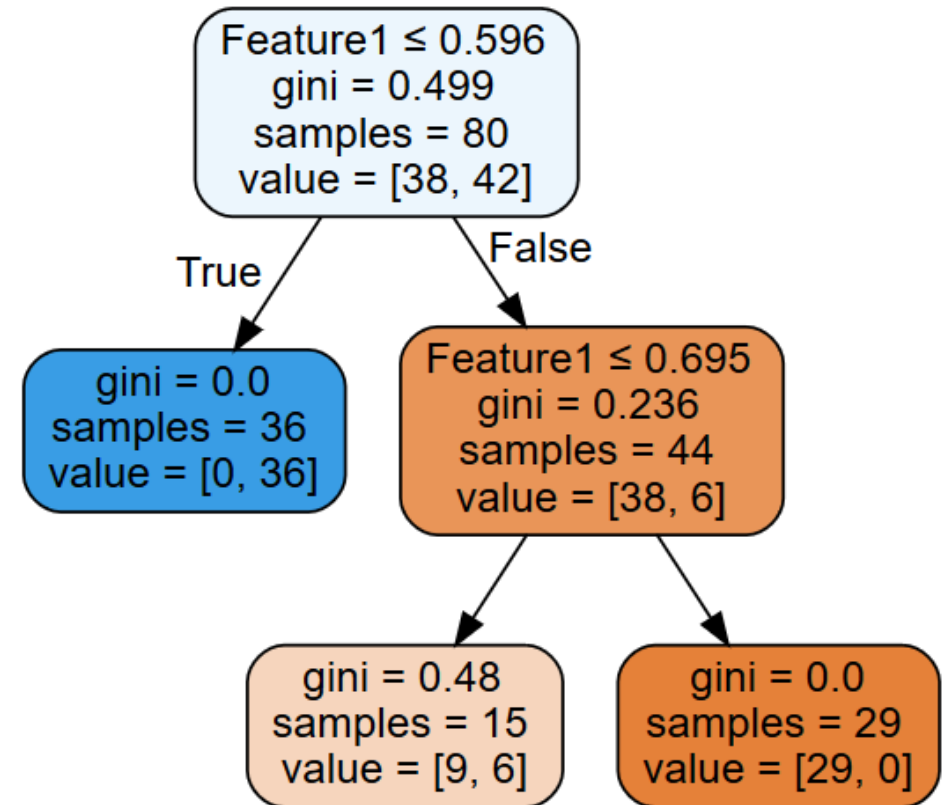 Feature1 ≤ 0.596
gini = 0.499
samples = 80
value = [38, 42]
True
False
gini = 0.0
samples = 36
value = [0, 36]
Feature1 ≤ 0.695
gini = 0.236
samples = 44
value = [38, 6]
gini = 0.48
samples = 15
value = [9, 6]
gini = 0.0
samples = 29
value = [29, 0]